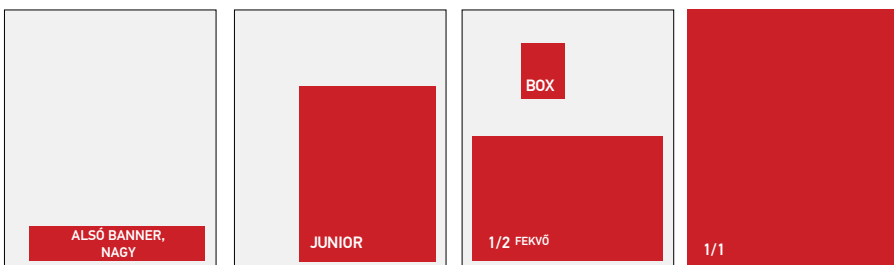 ALSÓ BANNER,
NAGY
JUNIOR
BOX
1/2 FEKVŐ
1/1